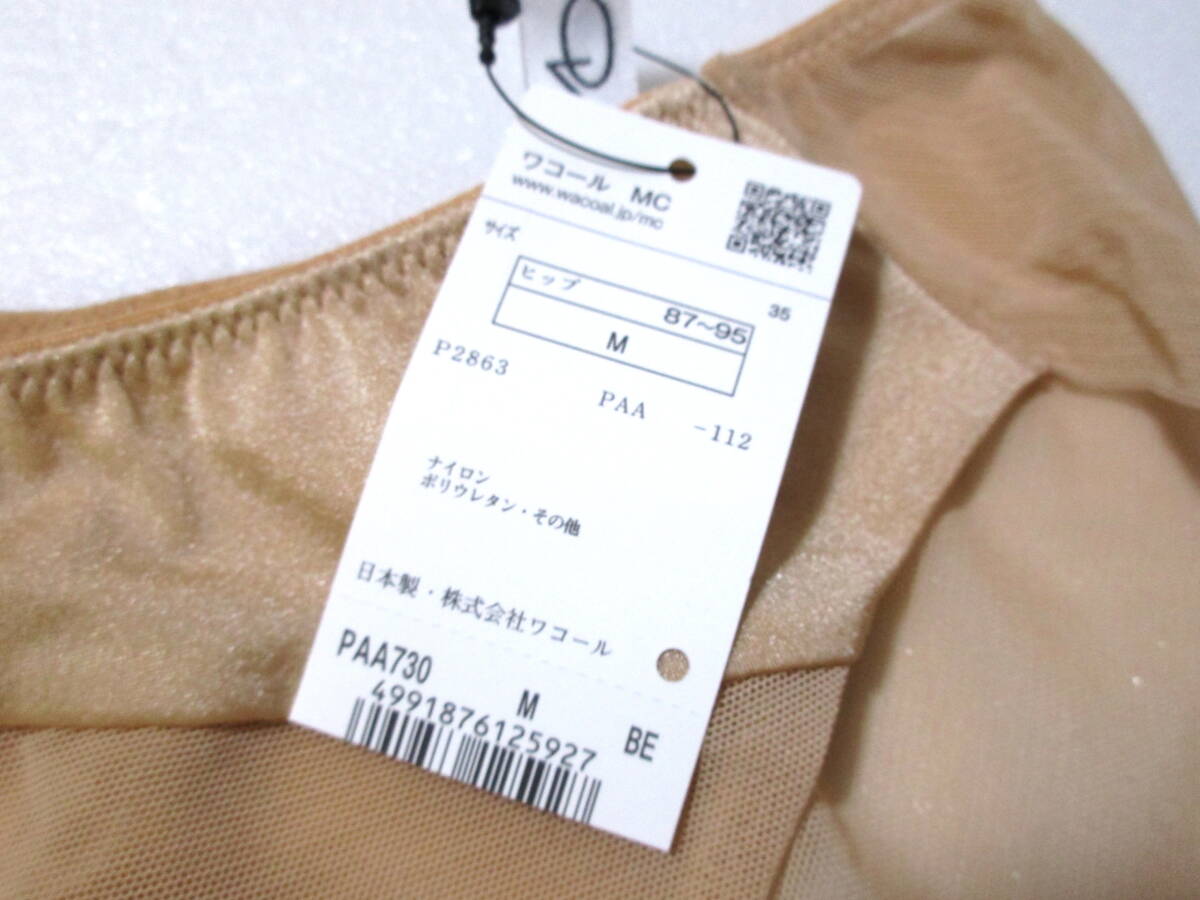 ワコール MC
www.wacoal.jp/mc
サイズ
35
ヒップ
87~95
M
P2863
PAA -112
ナイロン
ポリウレタン・その他
日本製・株式会社ワコール
PAA730
M
BE
4991876125927